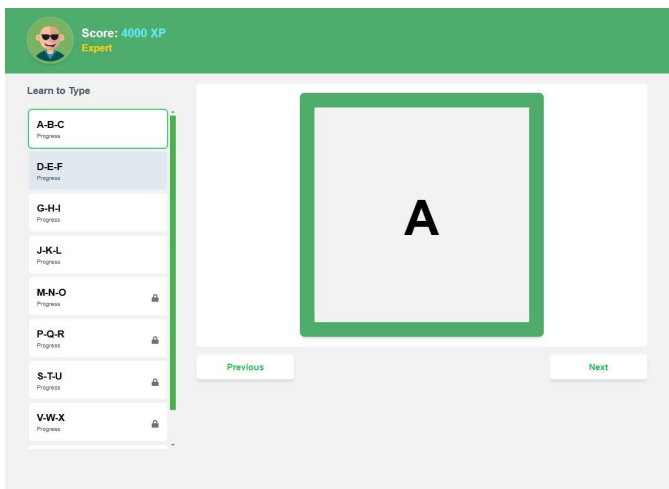 Score: 4000 XP
Expert
Learn to Type
A-B-C
Progress
D-E-F
Progress
G-H-I
Progress
J-K-L
Progress
M-N-O
Progress
P-Q-R
Progress
S-T-U
Progress
V-W-X
Progress
A
Previous
Next